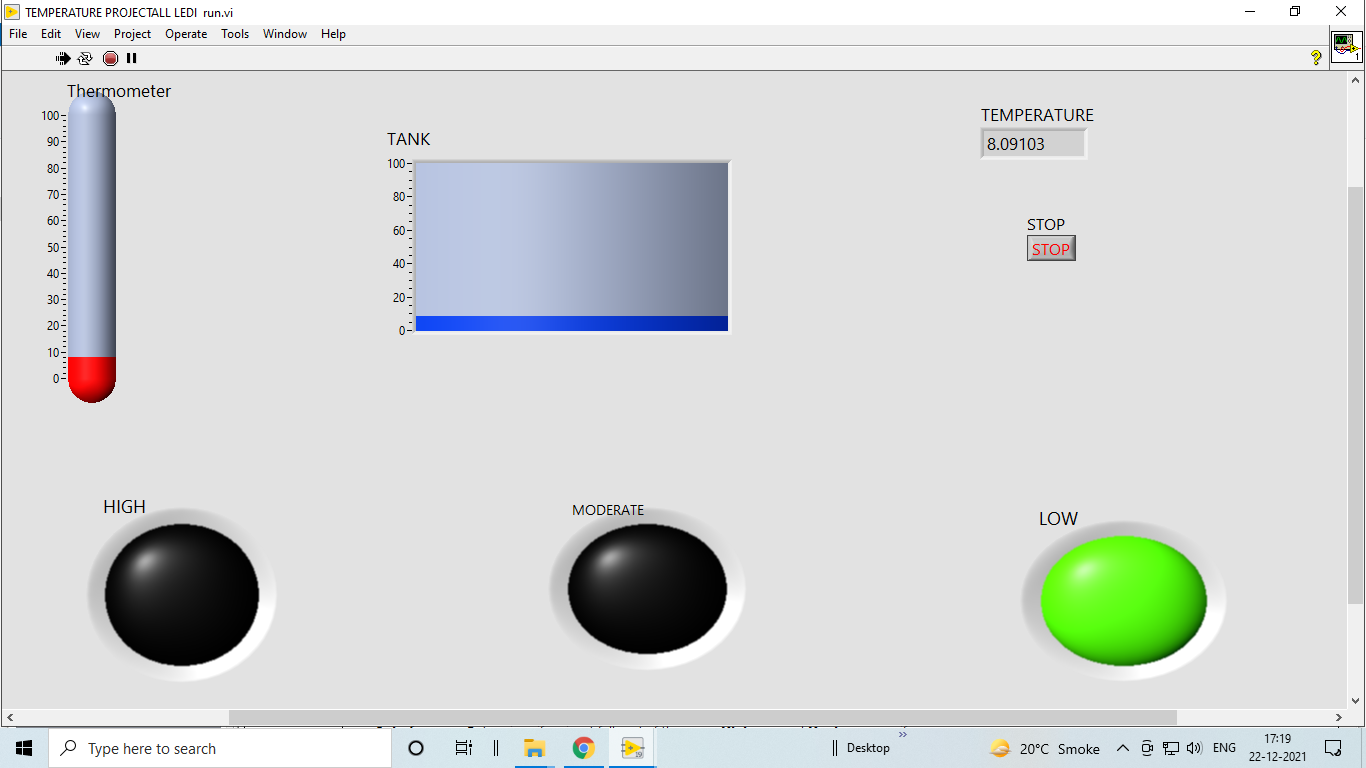 TEMPERATURE PROJECTALL LEDI run.vi
File Edit View Project Operate Tools Window Help
1
Thermometer
100
90
80
70
60
50
40
30
20
10
0
TANK
100
80
60
40
20
0
TEMPERATURE
8.09103
STOP
STOP
HIGH
MODERATE
LOW
Type here to search
Desktop
20°C Smoke
ENG
17:19
22-12-2021